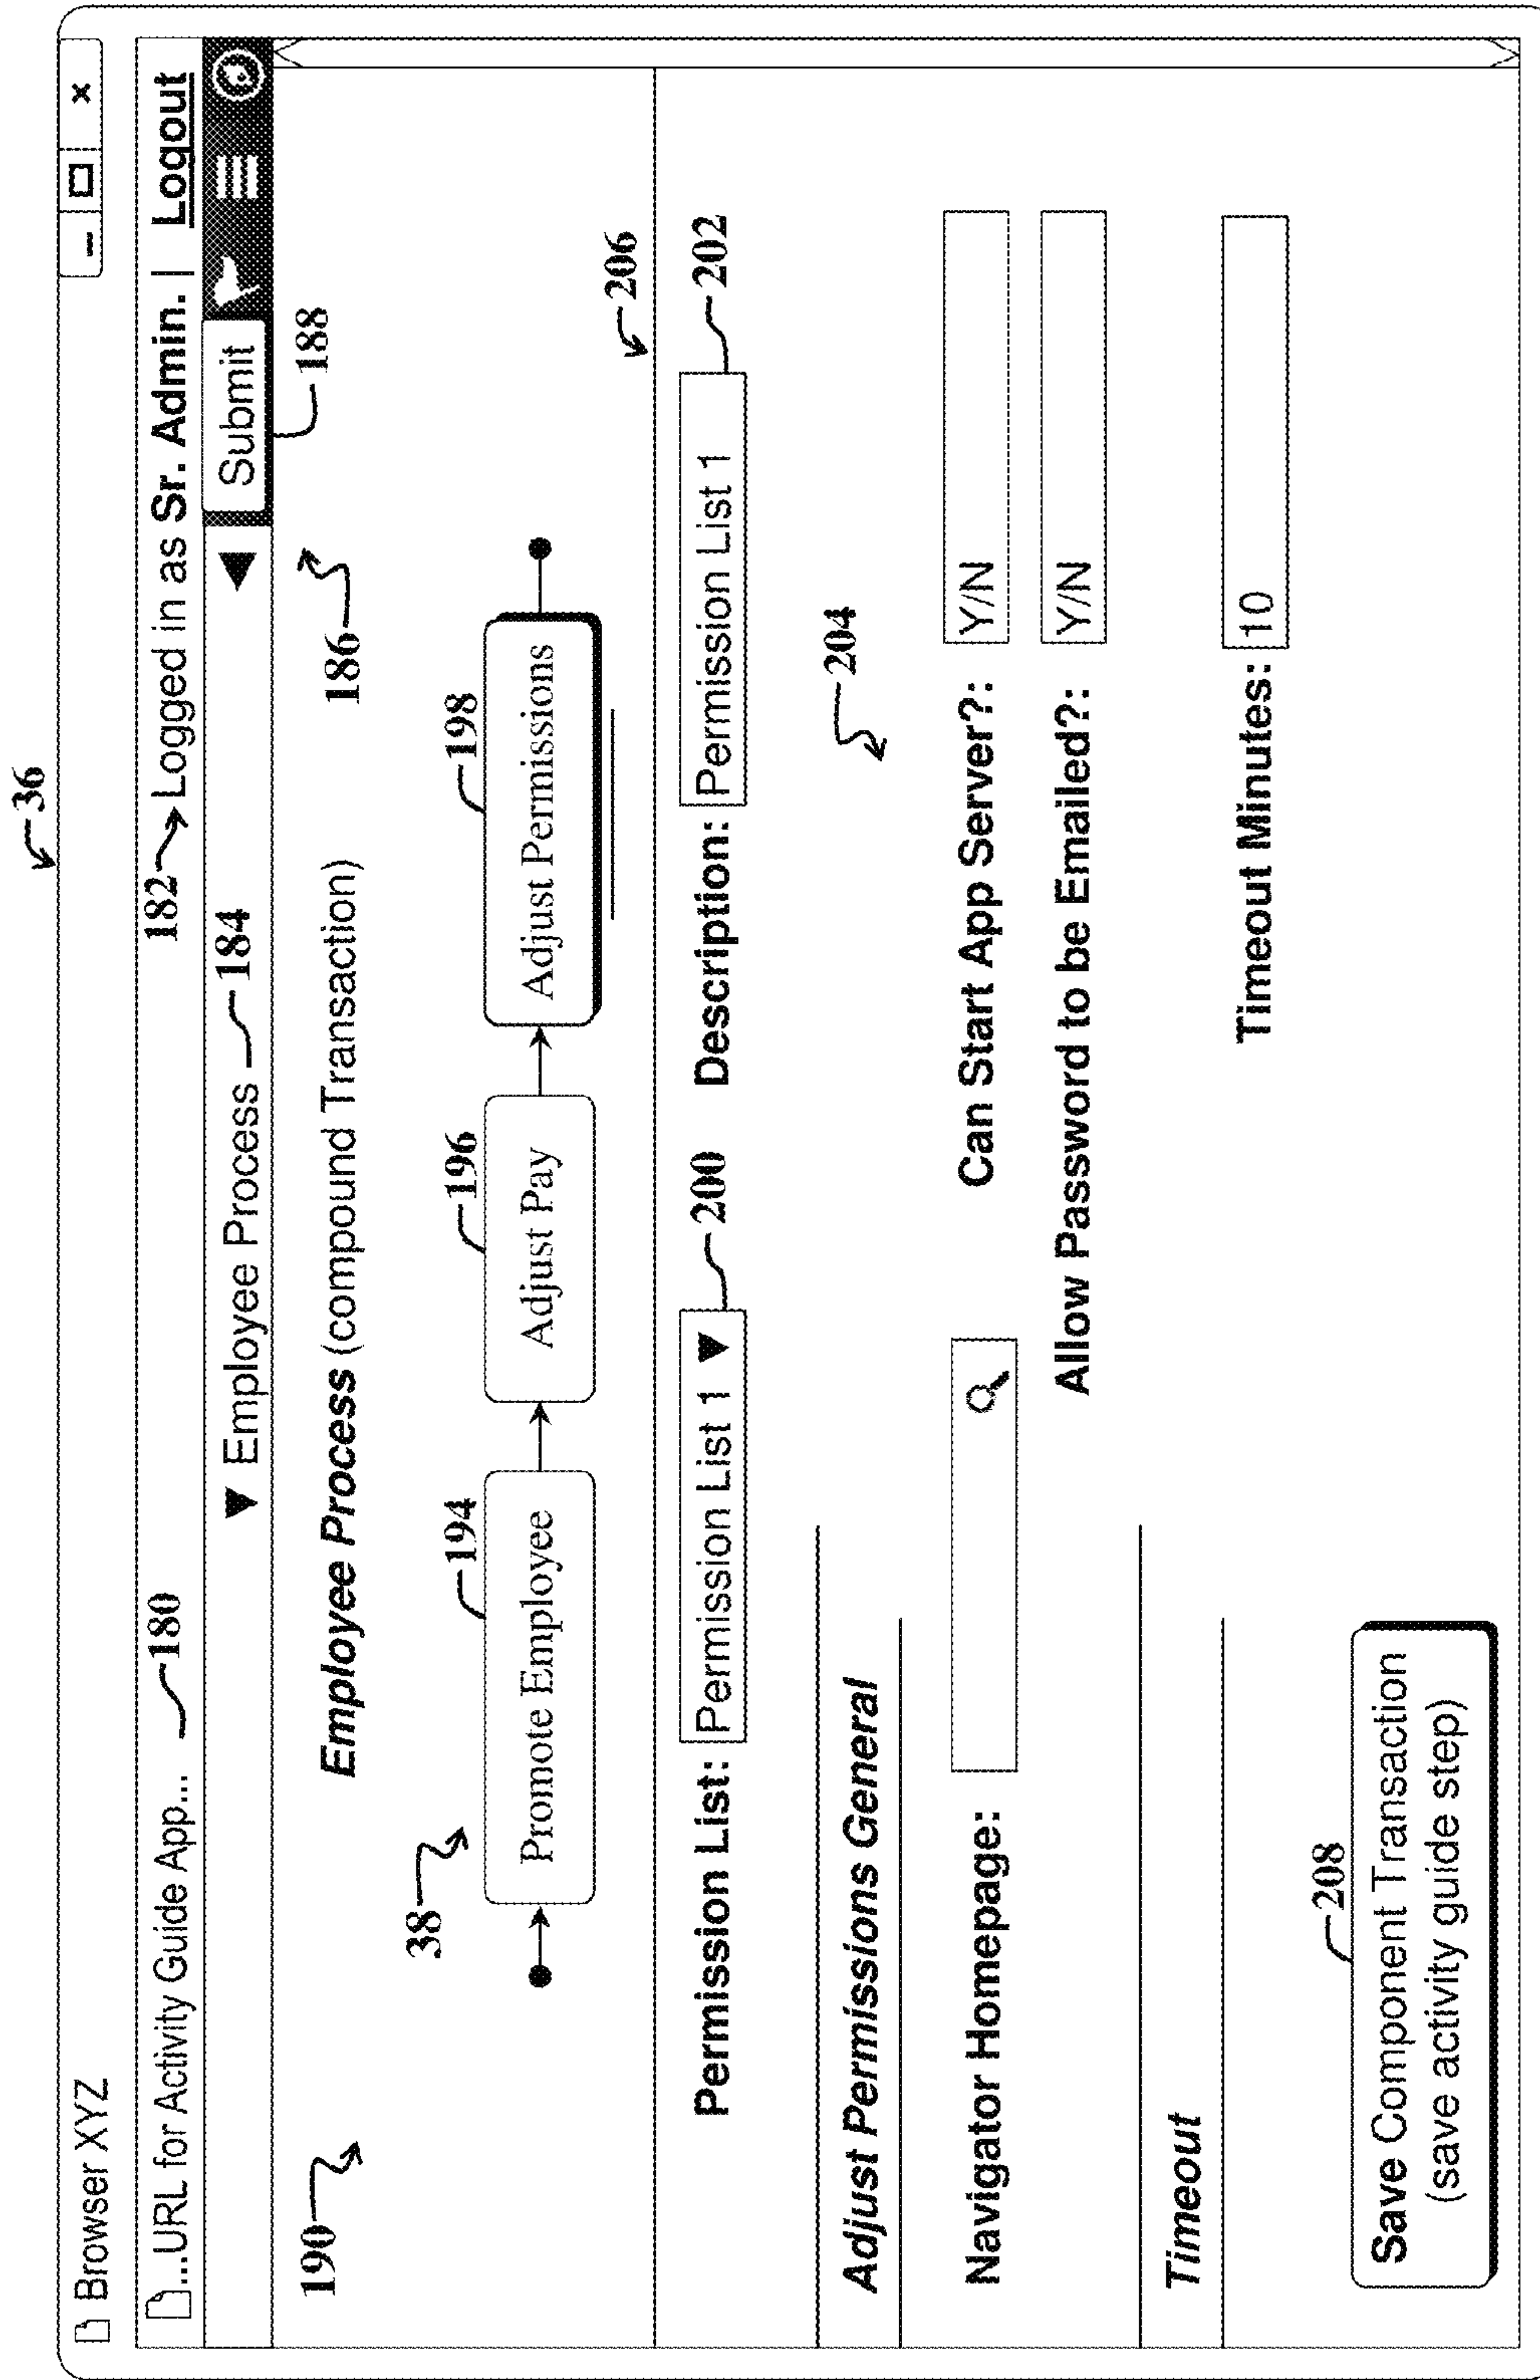 36
Browser XYZ
...URL for Activity Guide App... 180
182 Logged in as Sr. Admin. | Logout
Employee Process 184
Submit
188
190
Employee Process (compound Transaction)
186
38
194
196
198
Promote Employee
Adjust Pay
Adjust Permissions
206
Permission List: Permission List 1 200
Description: Permission List 1 202
Adjust Permissions General
204
Navigator Homepage:
Can Start App Server?: Y/N
Allow Password to be Emailed?: Y/N
Timeout
Timeout Minutes: 10
208
Save Component Transaction
(save activity guide step)